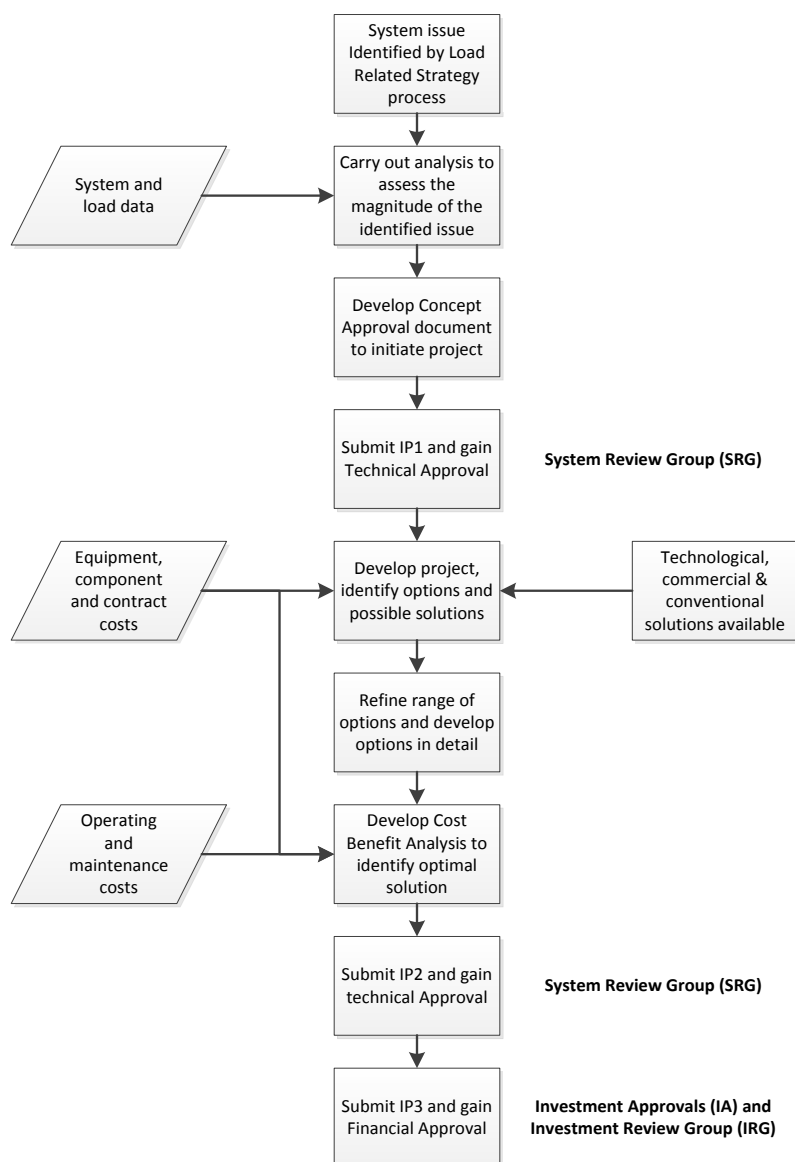 System issue
Identified by Load
Related Strategy
process
System and
load data
Carry out analysis to
assess the
magnitude of the
identified issue
Develop Concept
Approval document
to initiate project
Submit IP1 and gain
Technical Approval
System Review Group (SRG)
Equipment,
component
and contract
costs
Develop project,
identify options and
possible solutions
Technological,
commercial &
conventional
solutions available
Refine range of
options and develop
options in detail
Operating
and
maintenance
costs
Develop Cost
Benefit Analysis to
identify optimal
solution
Submit IP2 and gain
technical Approval
System Review Group (SRG)
Submit IP3 and gain
Financial Approval
Investment Approvals (IA) and
Investment Review Group (IRG)